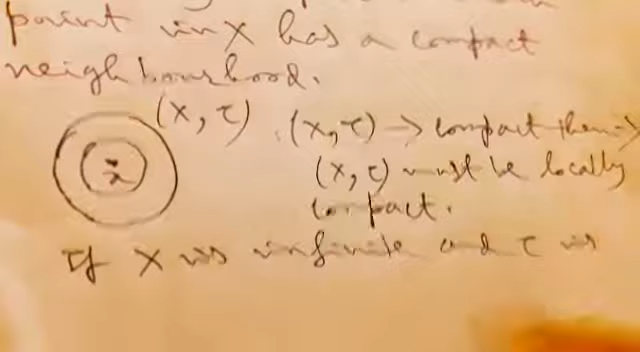 point in X has a compact
neighbourhood.
(X, τ)
(X, τ) → compact then →
(X, τ) must be locally
compact.
x
If X is infinite and τ is